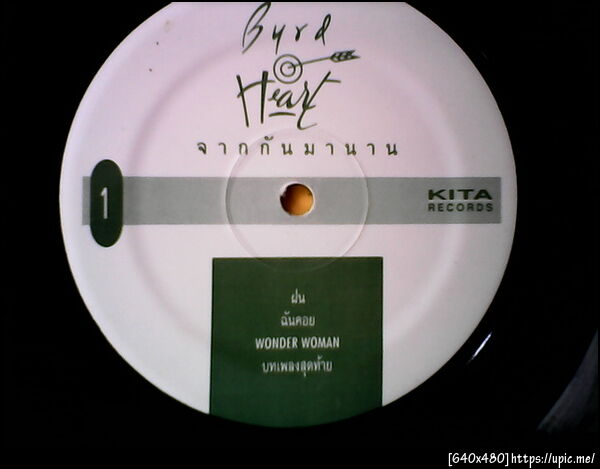 Byrd
Heart
จากกันมานาน
1
KITA
RECORDS
ฝน
ฉันคอย
WONDER WOMAN
บทเพลงสุดท้าย
[640x480]https://upic.me/